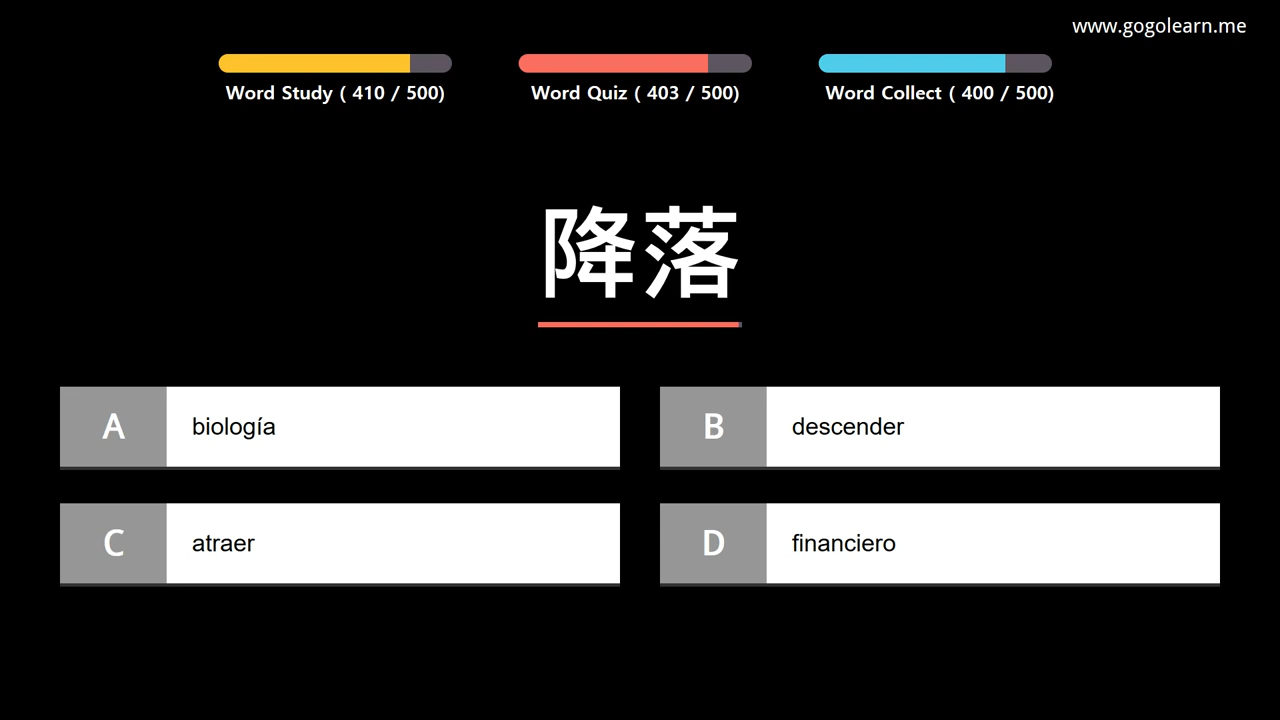 www.gogolearn.me
Word Study ( 410 / 500)
Word Quiz ( 403 / 500)
Word Collect ( 400 / 500)
降落
A biología
B descender
C atraer
D financiero